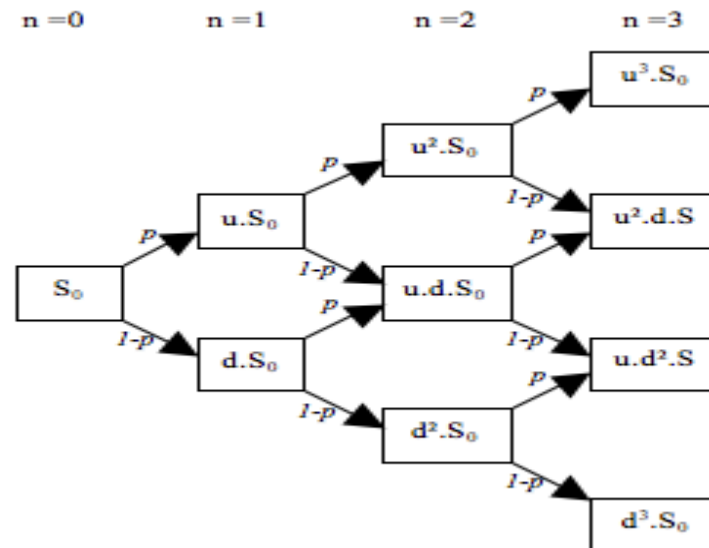 n =0 n =1 n =2 n =3
u³.S₀
p
u².S₀
p 1-p
u.S₀ u².d.S
p 1-p p
S₀ u.d.S₀
1-p p 1-p
d.S₀ u.d².S
1-p p
d².S₀
1-p
d³.S₀